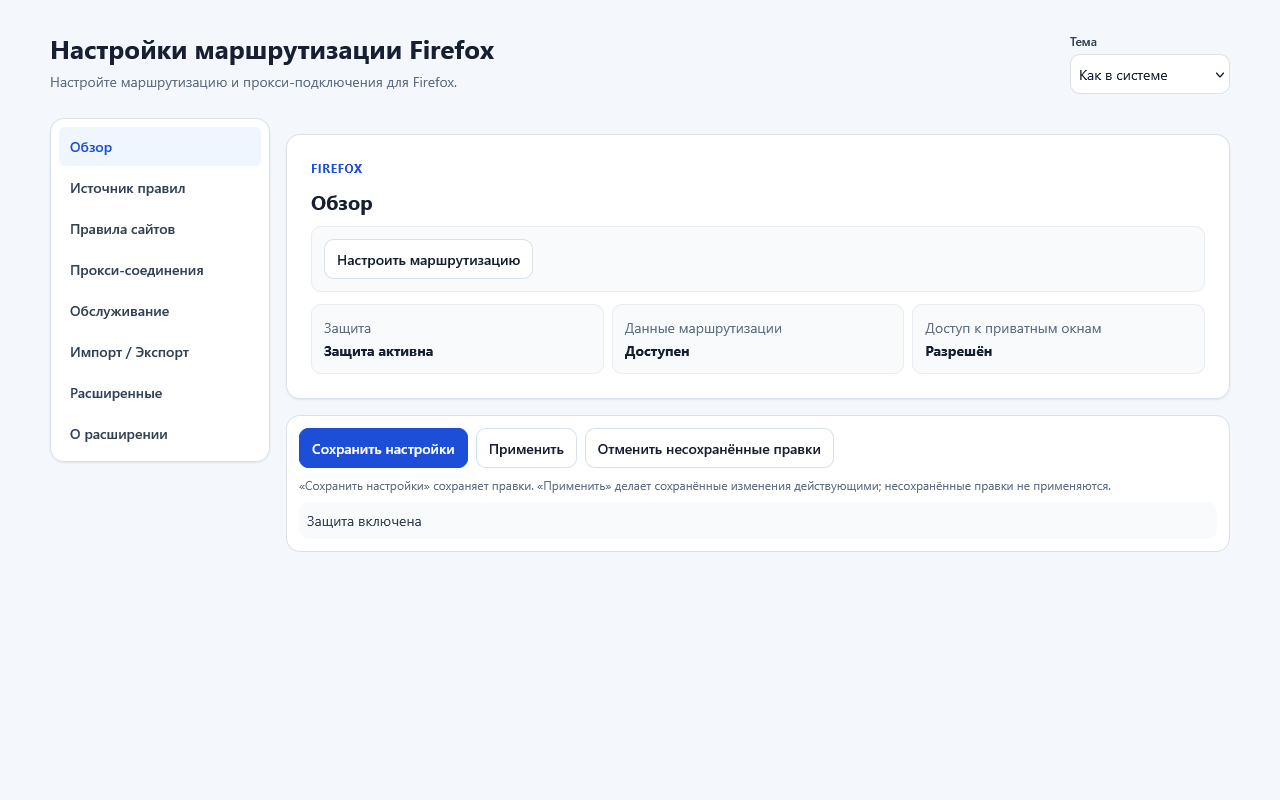 Настройки маршрутизации Firefox
Настройте маршрутизацию и прокси-подключения для Firefox.
Тема
Как в системе
Обзор
Источник правил
Правила сайтов
Прокси-соединения
Обслуживание
Импорт / Экспорт
Расширенные
О расширении
FIREFOX
Обзор
Настроить маршрутизацию
Защита
Защита активна
Данные маршрутизации
Доступен
Доступ к приватным окнам
Разрешён
Сохранить настройки
Применить
Отменить несохранённые правки
«Сохранить настройки» сохраняет правки. «Применить» делает сохранённые изменения действующими; несохранённые правки не применяются.
Защита включена